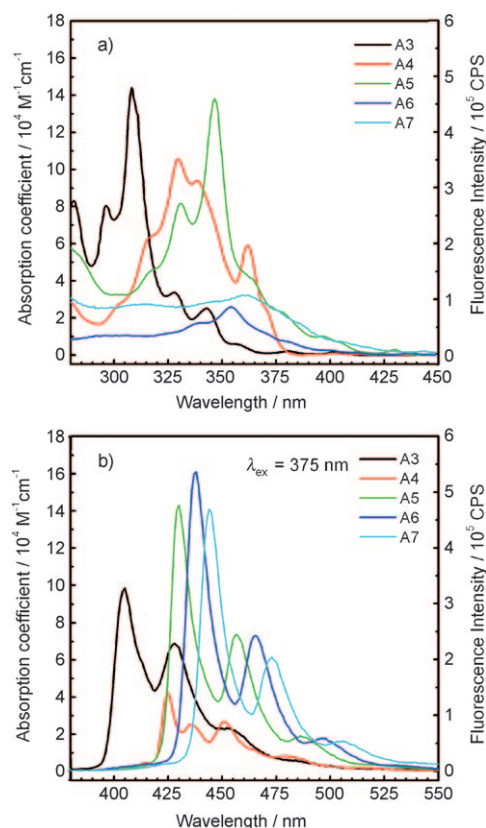 a)
A3
A4
A5
A6
A7
Absorption coefficient / 10⁴ M⁻¹cm⁻¹
18
16
14
12
10
8
6
4
2
0
Fluorescence Intensity / 10⁵ CPS
6
5
4
3
2
1
0
300 325 350 375 400 425 450
Wavelength / nm
b)
λex = 375 nm
A3
A4
A5
A6
A7
Absorption coefficient / 10⁴ M⁻¹cm⁻¹
18
16
14
12
10
8
6
4
2
0
Fluorescence Intensity / 10⁵ CPS
6
5
4
3
2
1
0
400 425 450 475 500 525 550
Wavelength / nm